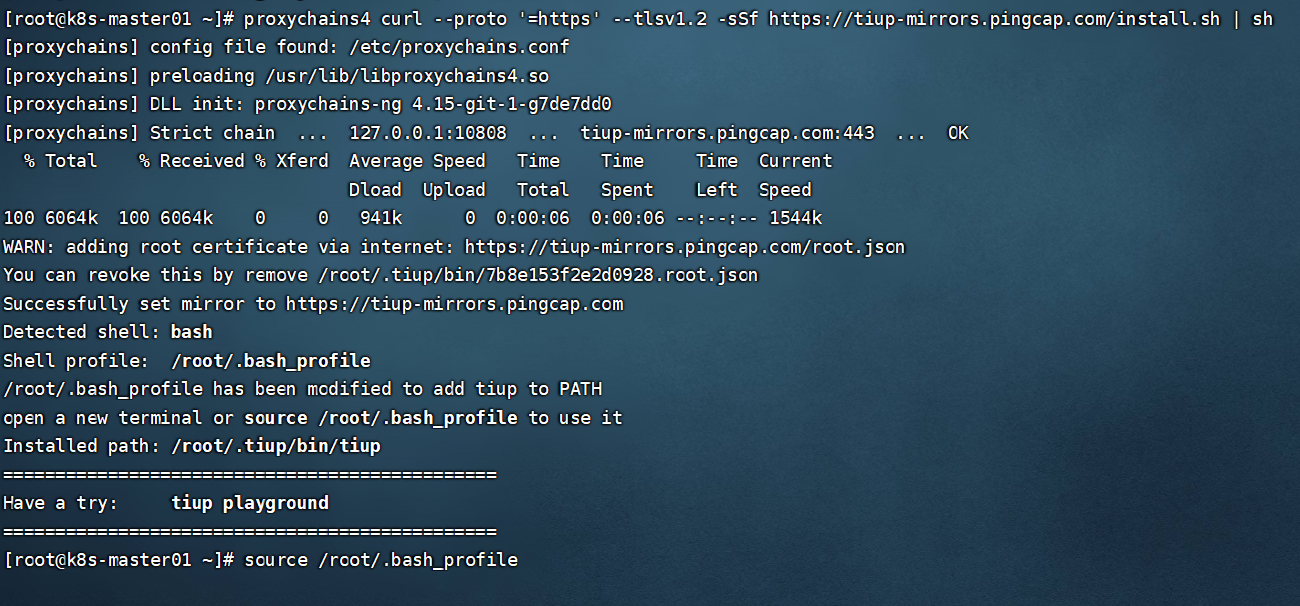 [root@k8s-master01 ~]# proxychains4 curl --proto '=https' --tlsv1.2 -sSf https://tiup-mirrors.pingcap.com/install.sh | sh
[proxychains] config file found: /etc/proxychains.conf
[proxychains] preloading /usr/lib/libproxychains4.so
[proxychains] DLL init: proxychains-ng 4.15-git-1-g7de7dd0
[proxychains] Strict chain  ...  127.0.0.1:10808  ...  tiup-mirrors.pingcap.com:443  ...  OK
  % Total    % Received % Xferd  Average Speed   Time    Time     Time  Current
                                 Dload  Upload   Total   Spent    Left  Speed
100 6064k  100 6064k    0     0   941k      0  0:00:06  0:00:06 --:--:-- 1544k
WARN: adding root certificate via internet: https://tiup-mirrors.pingcap.com/root.json
You can revoke this by remove /root/.tiup/bin/7b8e153f2e2d0928.root.json
Successfully set mirror to https://tiup-mirrors.pingcap.com
Detected shell: bash
Shell profile:  /root/.bash_profile
/root/.bash_profile has been modified to add tiup to PATH
open a new terminal or source /root/.bash_profile to use it
Installed path: /root/.tiup/bin/tiup
===============================================
Have a try:     tiup playground
===============================================
[root@k8s-master01 ~]# source /root/.bash_profile